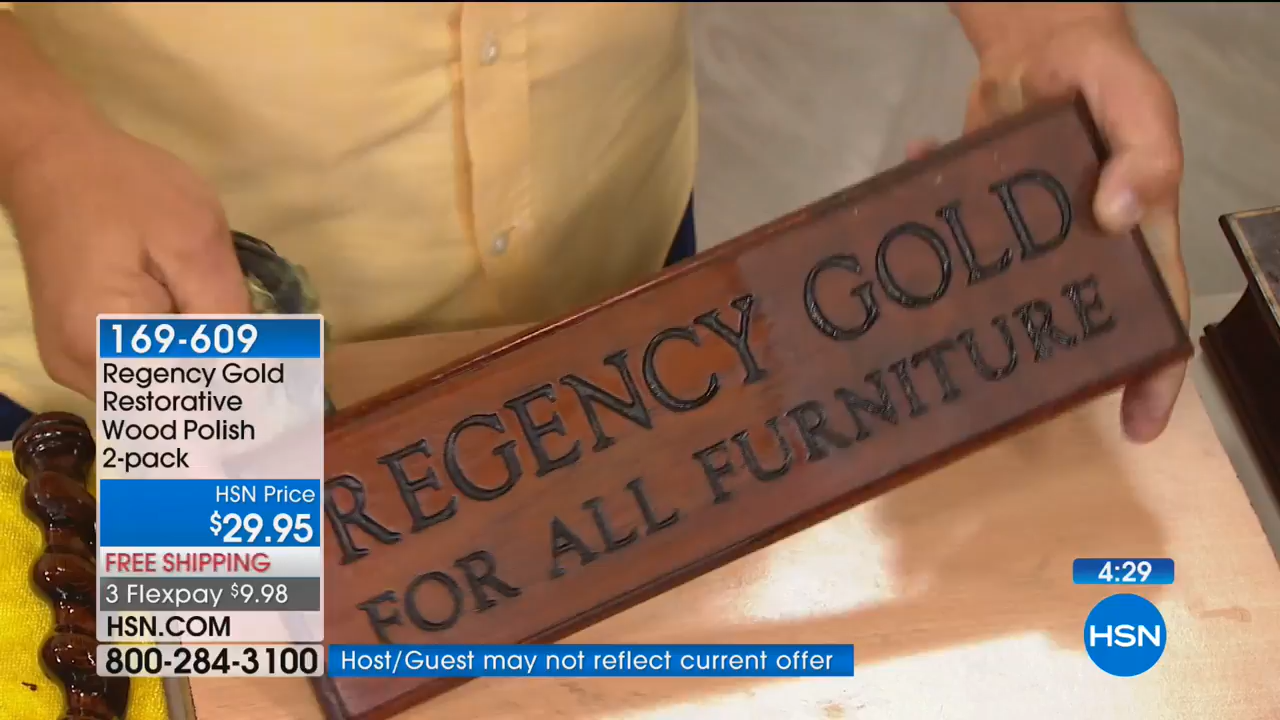 REGENCY GOLD
FOR ALL FURNITURE
169-609
Regency Gold
Restorative
Wood Polish
2-pack
HSN Price
$29.95
FREE SHIPPING
3 Flexpay $9.98
HSN.COM
800-284-3100
Host/Guest may not reflect current offer
4:29
HSN